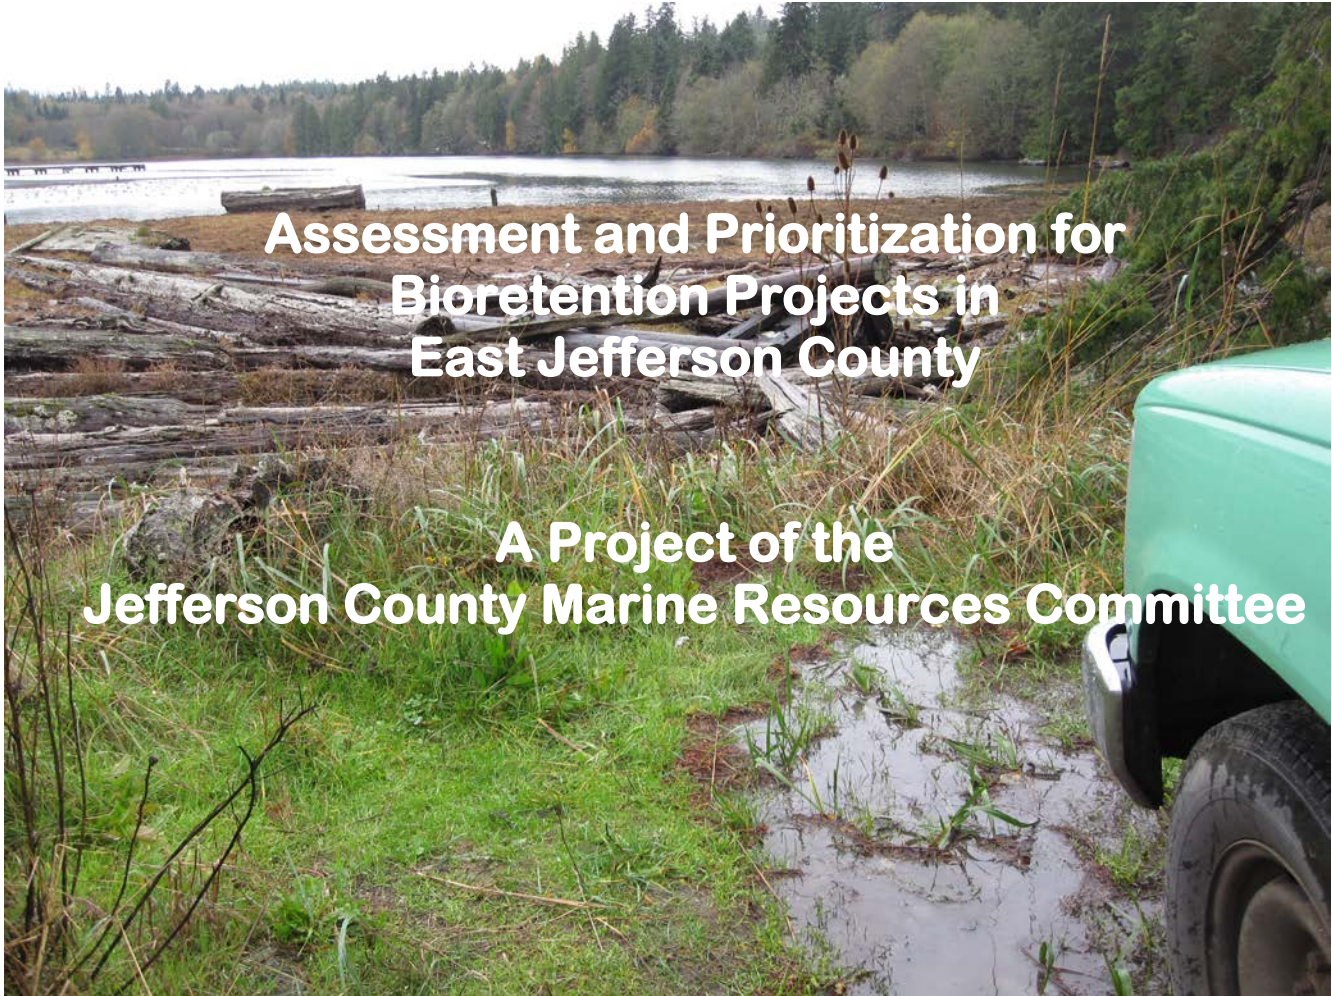 Assessment and Prioritization for
Bioretention Projects in
East Jefferson County
A Project of the
Jefferson County Marine Resources Committee